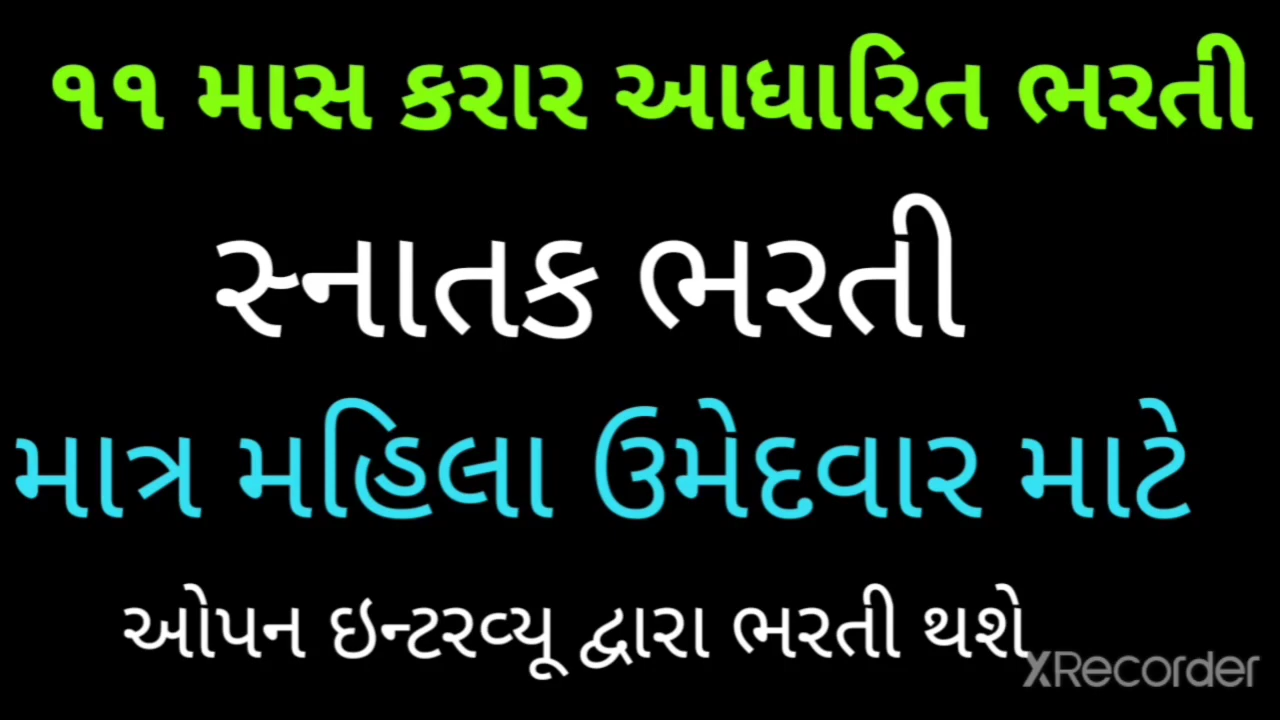 ૧૧ માસ કરાર આધારિત ભરતી
સ્નાતક ભરતી
માત્ર મહિલા ઉમેદવાર માટે
ઓપન ઇન્ટરવ્યૂ દ્વારા ભરતી થશે
XRecorder